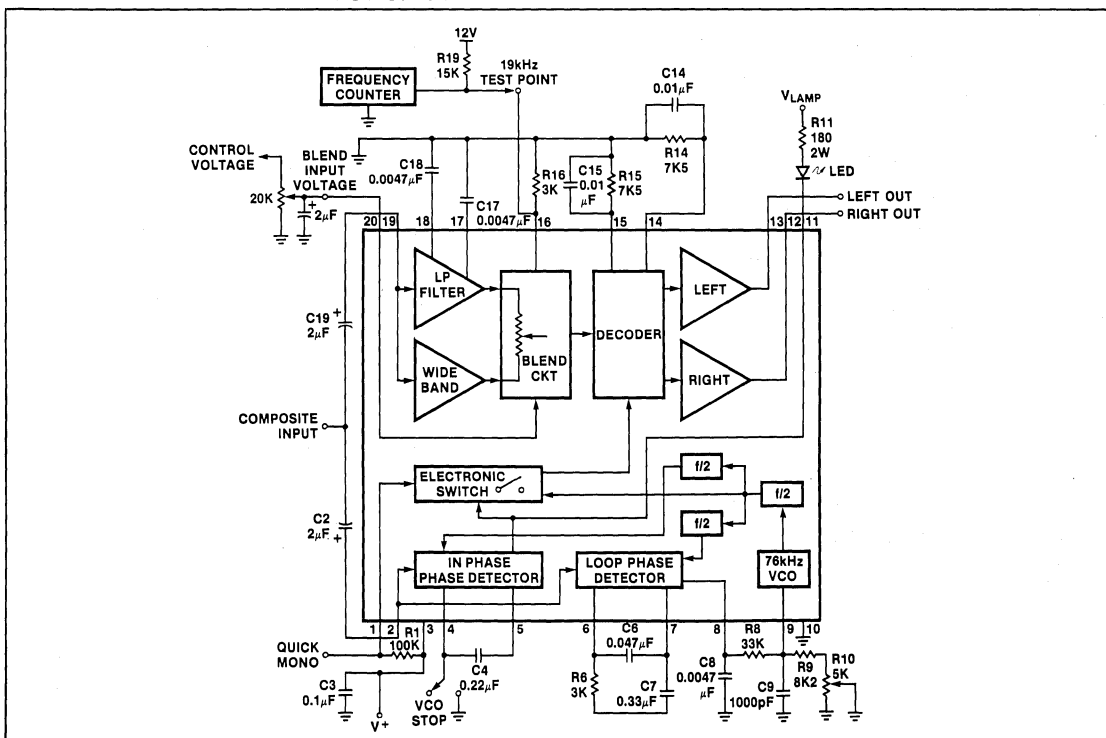 12V
R19
15K
19kHz
TEST POINT
FREQUENCY
COUNTER
C14
0.01µF
VLAMP
R11
180
2W
LED
CONTROL
VOLTAGE
BLEND
INPUT
VOLTAGE
C18
0.0047µF
R16
3K
C15
0.01
µF
R15
7K5
R14
7K5
20K
+
2µF
C17
0.0047µF
LEFT OUT
RIGHT OUT
20 19 18 17 16 15 14 13 12 11
LP
FILTER
LEFT
C19
+
2µF
DECODER
BLEND
CKT
WIDE
BAND
RIGHT
COMPOSITE
INPUT
f/2
ELECTRONIC
SWITCH
f/2
C2
2µF
+
f/2
IN PHASE
PHASE DETECTOR
LOOP PHASE
DETECTOR
76kHz
VCO
1 2 3 4 5 6 7 8 9 10
QUICK
MONO
R1
100K
C6
0.047µF
R8
33K
R9
8K2
R10
5K
C3
0.1µF
C4
0.22µF
R6
3K
C7
0.33µF
C8
0.0047
µF
C9
1000pF
V+
VCO
STOP